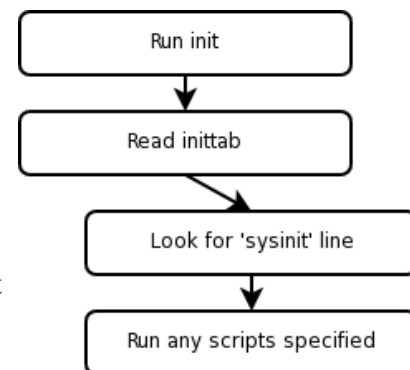 Run init
Read inittab
Look for 'sysinit' line
t
Run any scripts specified